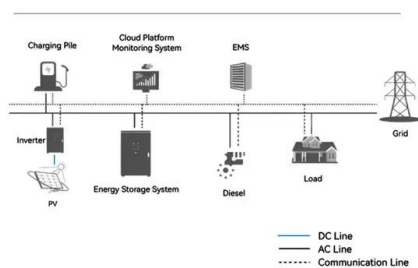 Charging Pile
Cloud Platform
Monitoring System
EMS
Grid
Inverter
PV
Energy Storage System
Diesel
Load
DC Line
AC Line
Communication Line